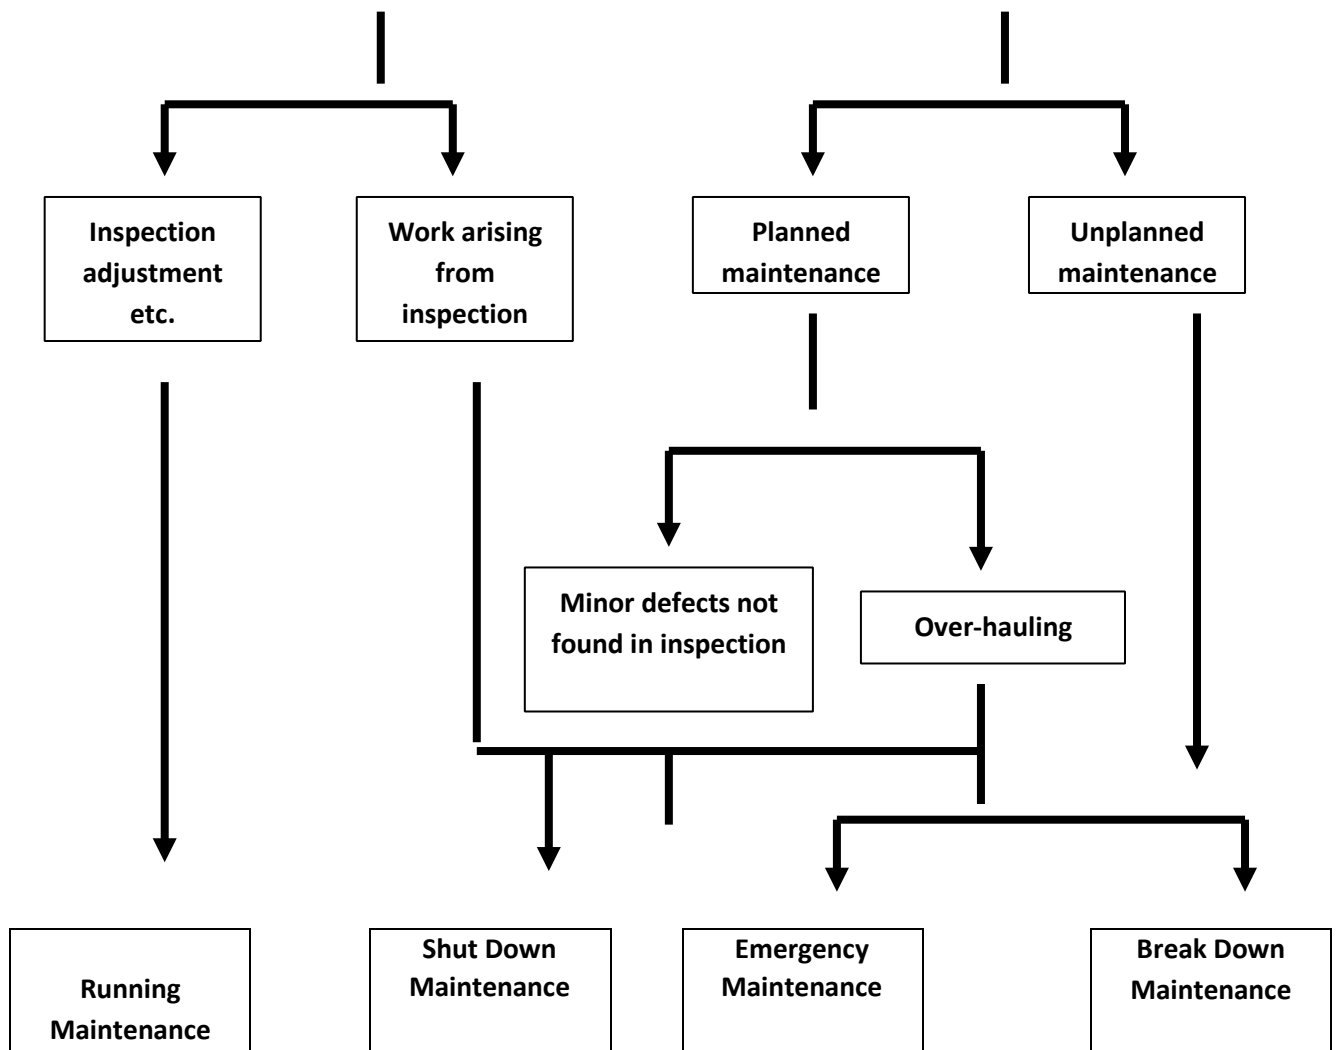 Inspection
adjustment
etc.
Work arising
from
inspection
Planned
maintenance
Unplanned
maintenance
Minor defects not
found in inspection
Over-hauling
Running
Maintenance
Shut Down
Maintenance
Emergency
Maintenance
Break Down
Maintenance